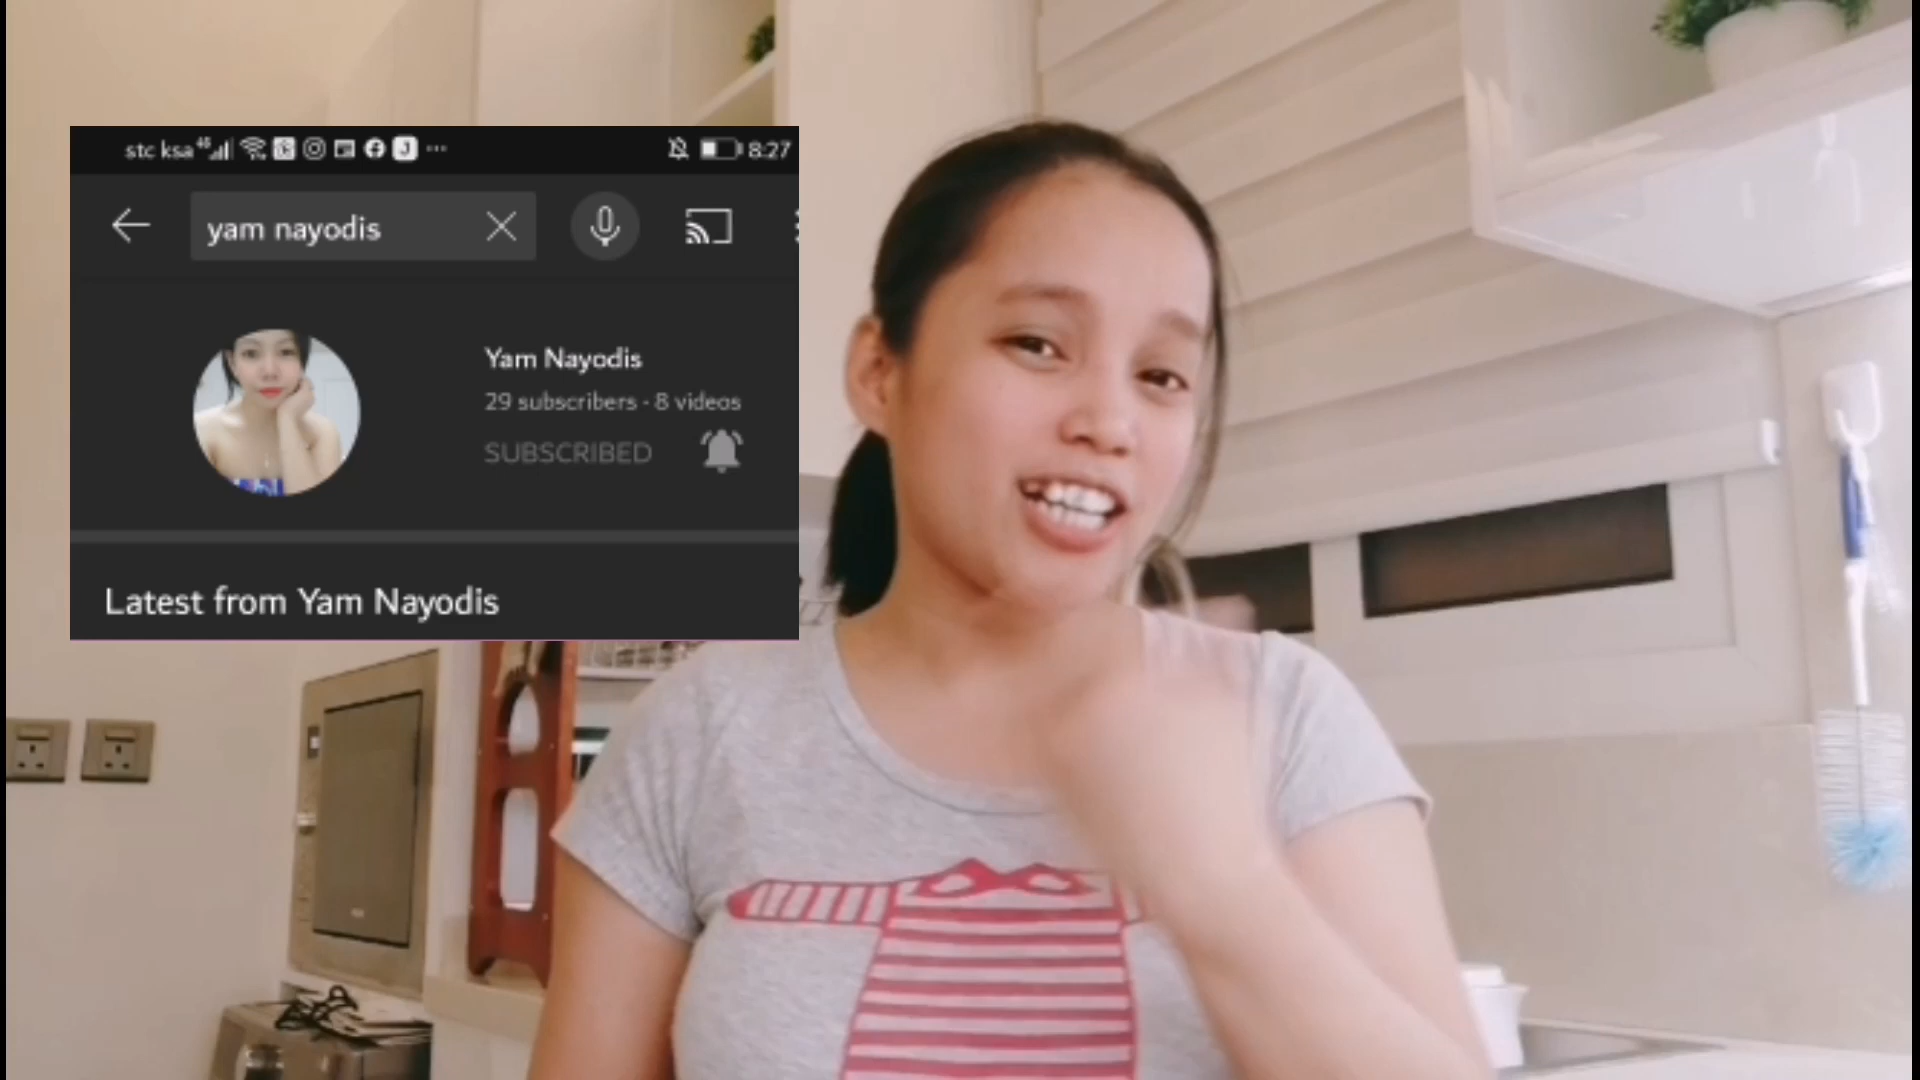 stc ksa 8:27
yam nayodis
Yam Nayodis
29 subscribers - 8 videos
SUBSCRIBED
Latest from Yam Nayodis